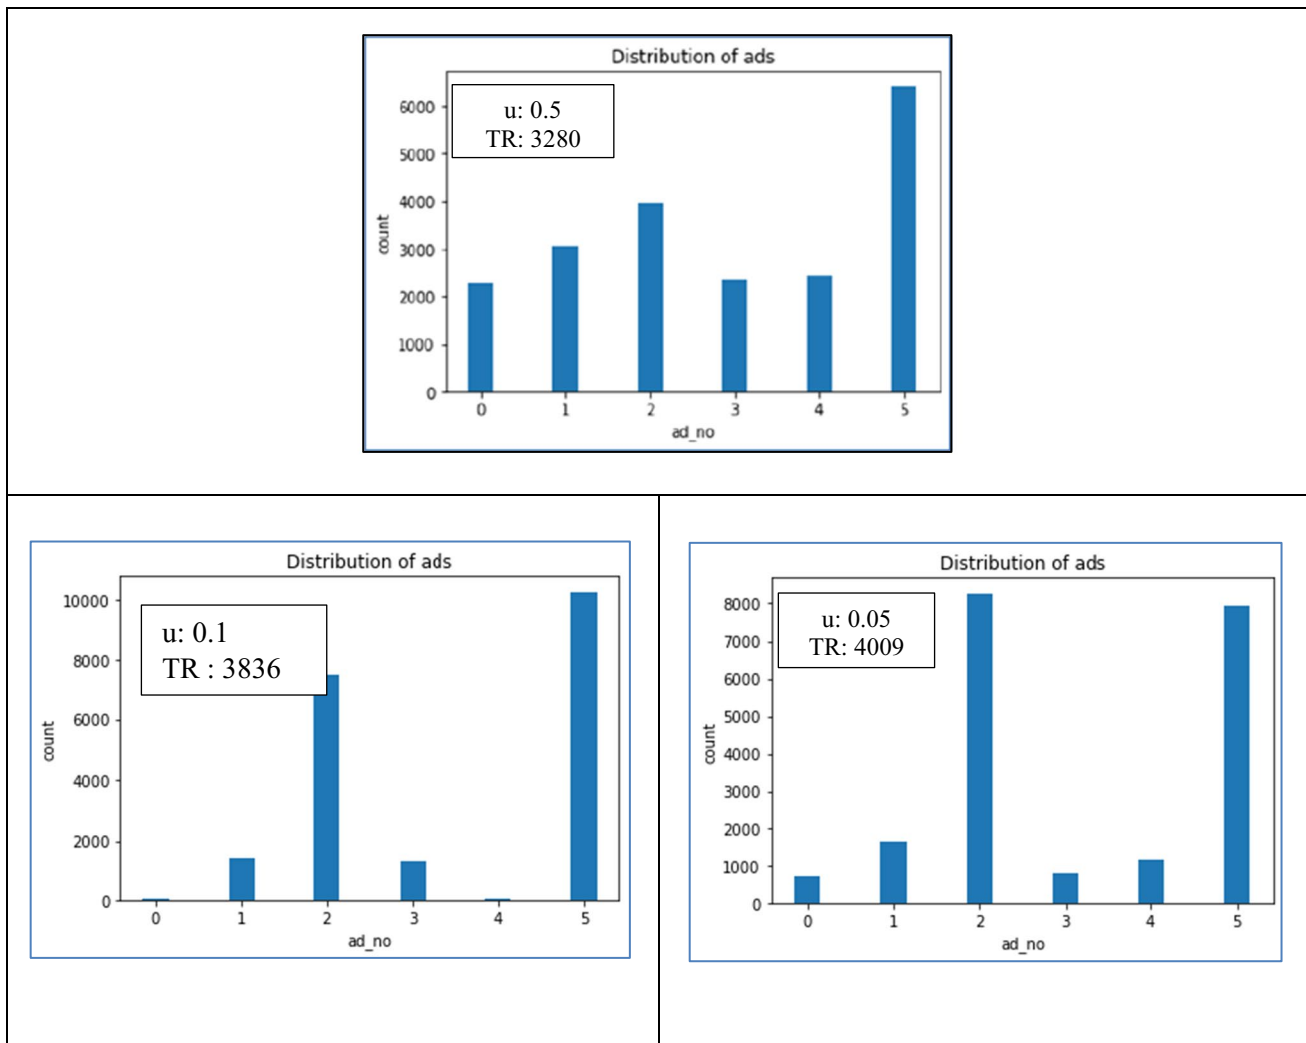 Distribution of ads
u: 0.5
TR: 3280
6000
5000
4000
3000
2000
1000
0
count
0 1 2 3 4 5
ad_no
Distribution of ads
u: 0.1
TR : 3836
10000
8000
6000
4000
2000
0
count
0 1 2 3 4 5
ad_no
Distribution of ads
u: 0.05
TR: 4009
8000
7000
6000
5000
4000
3000
2000
1000
0
count
0 1 2 3 4 5
ad_no